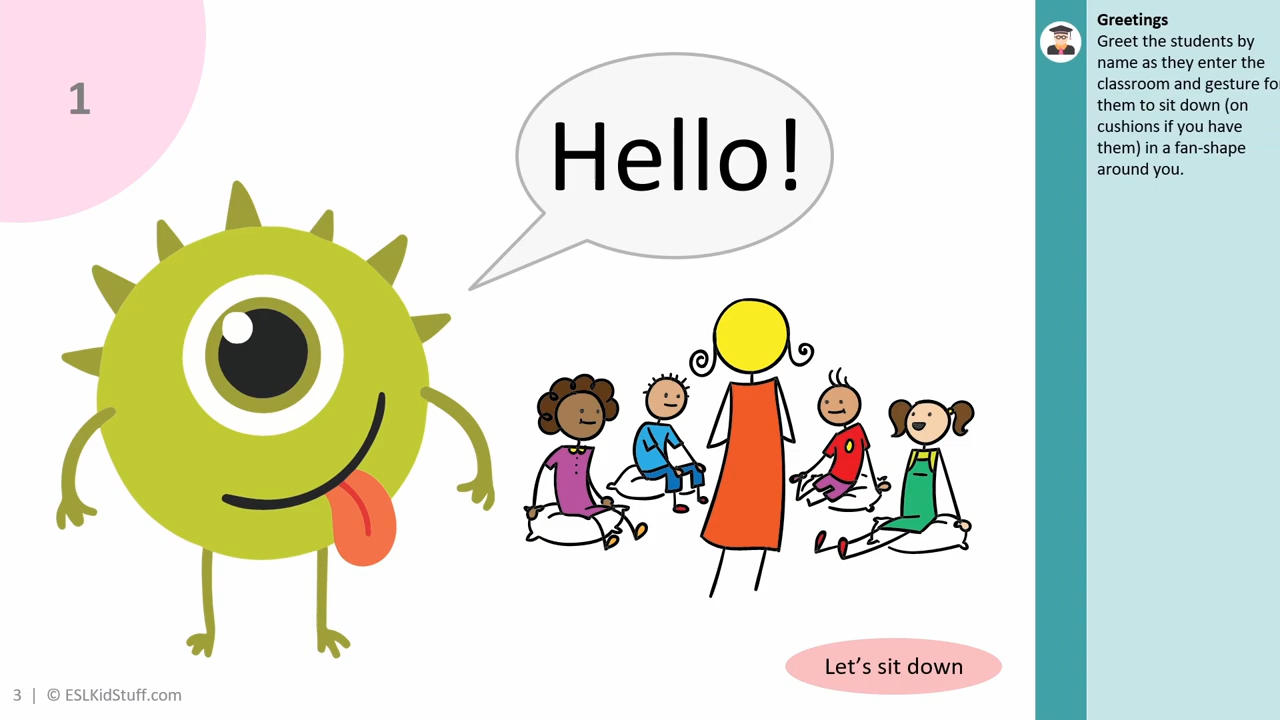 1
Hello!
Let's sit down
3 | © ESLKidStuff.com
Greetings
Greet the students by
name as they enter the
classroom and gesture fo
them to sit down (on
cushions if you have
them) in a fan-shape
around you.